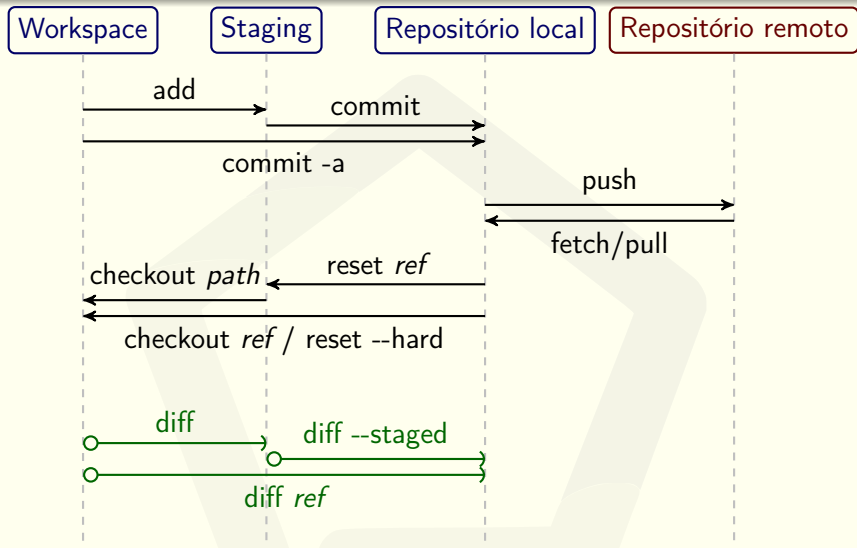 Workspace Staging Repositório local Repositório remoto
add
commit
commit -a
push
fetch/pull
reset ref
checkout path
checkout ref / reset --hard
diff
diff --staged
diff ref